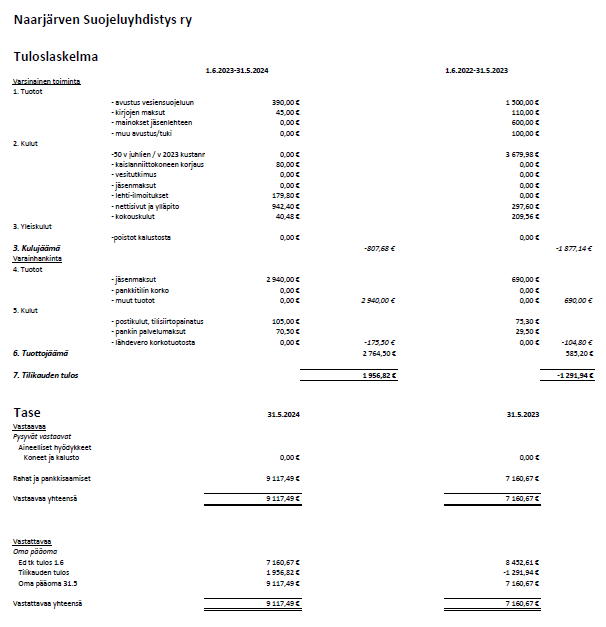 Naarjärven Suojeluyhdistys ry
Tuloslaskelma
1.6.2023-31.5.2024 1.6.2022-31.5.2023
Varsinainen toiminta
1. Tuotot
- avustus vesiensuojeluun 390,00 € 1 500,00 €
- kirjojen maksut 45,00 € 110,00 €
- mainokset jäsenlehteen 0,00 € 600,00 €
- muu avustus/tuki 0,00 € 100,00 €
2. Kulut
-50 v juhlien / v 2023 kustanr 0,00 € 3 679,98 €
- kaislanniittokoneen korjaus 80,00 € 0,00 €
- vesitutkimus 0,00 € 0,00 €
- jäsenmaksut 0,00 € 0,00 €
- lehti-ilmoitukset 179,80 € 0,00 €
- nettisivut ja ylläpito 942,40 € 297,60 €
- kokouskulut 40,48 € 209,56 €
3. Yleiskulut
-poistot kalustosta 0,00 € 0,00 €
3. Kulujäämä -807,68 € -1 877,14 €
Varainhankinta
4. Tuotot
- jäsenmaksut 2 940,00 € 690,00 €
- pankkitilin korko 0,00 € 0,00 €
- muut tuotot 0,00 € 2 940,00 € 0,00 € 690,00 €
5. Kulut
- postikulut, tilisiirtopainatus 105,00 € 75,30 €
- pankin palvelumaksut 70,50 € 29,50 €
- lähdevero korkotuotosta 0,00 € -175,50 € 0,00 € -104,80 €
6. Tuottojäämä 2 764,50 € 585,20 €
7. Tilikauden tulos 1 956,82 € -1 291,94 €
Tase 31.5.2024 31.5.2023
Vastaavaa
Pysyvät vastaavat
Aineelliset hyödykkeet
Koneet ja kalusto 0,00 € 0,00 €
Rahat ja pankkisaamiset 9 117,49 € 7 160,67 €
Vastaavaa yhteensä 9 117,49 € 7 160,67 €
Vastattavaa
Oma pääoma
Ed tk tulos 1.6 7 160,67 € 8 452,61 €
Tilikauden tulos 1 956,82 € -1 291,94 €
Oma pääoma 31.5 9 117,49 € 7 160,67 €
Vastattavaa yhteensä 9 117,49 € 7 160,67 €